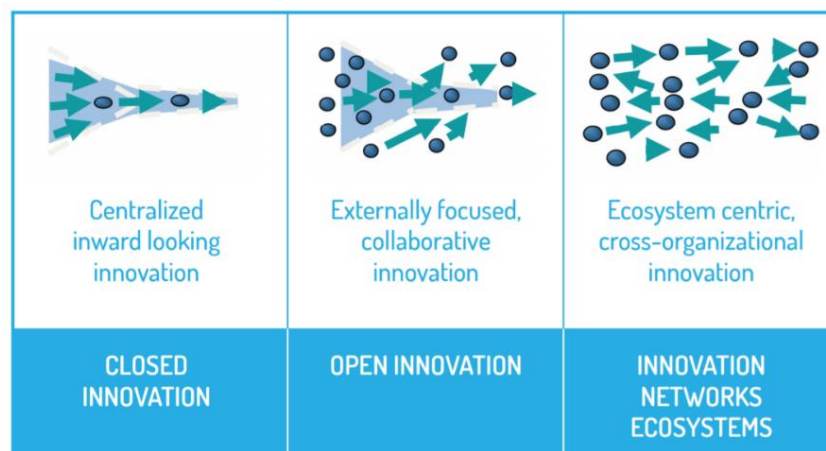 Centralized
inward looking
innovation
Externally focused,
collaborative
innovation
Ecosystem centric,
cross-organizational
innovation
CLOSED
INNOVATION
OPEN INNOVATION
INNOVATION
NETWORKS
ECOSYSTEMS